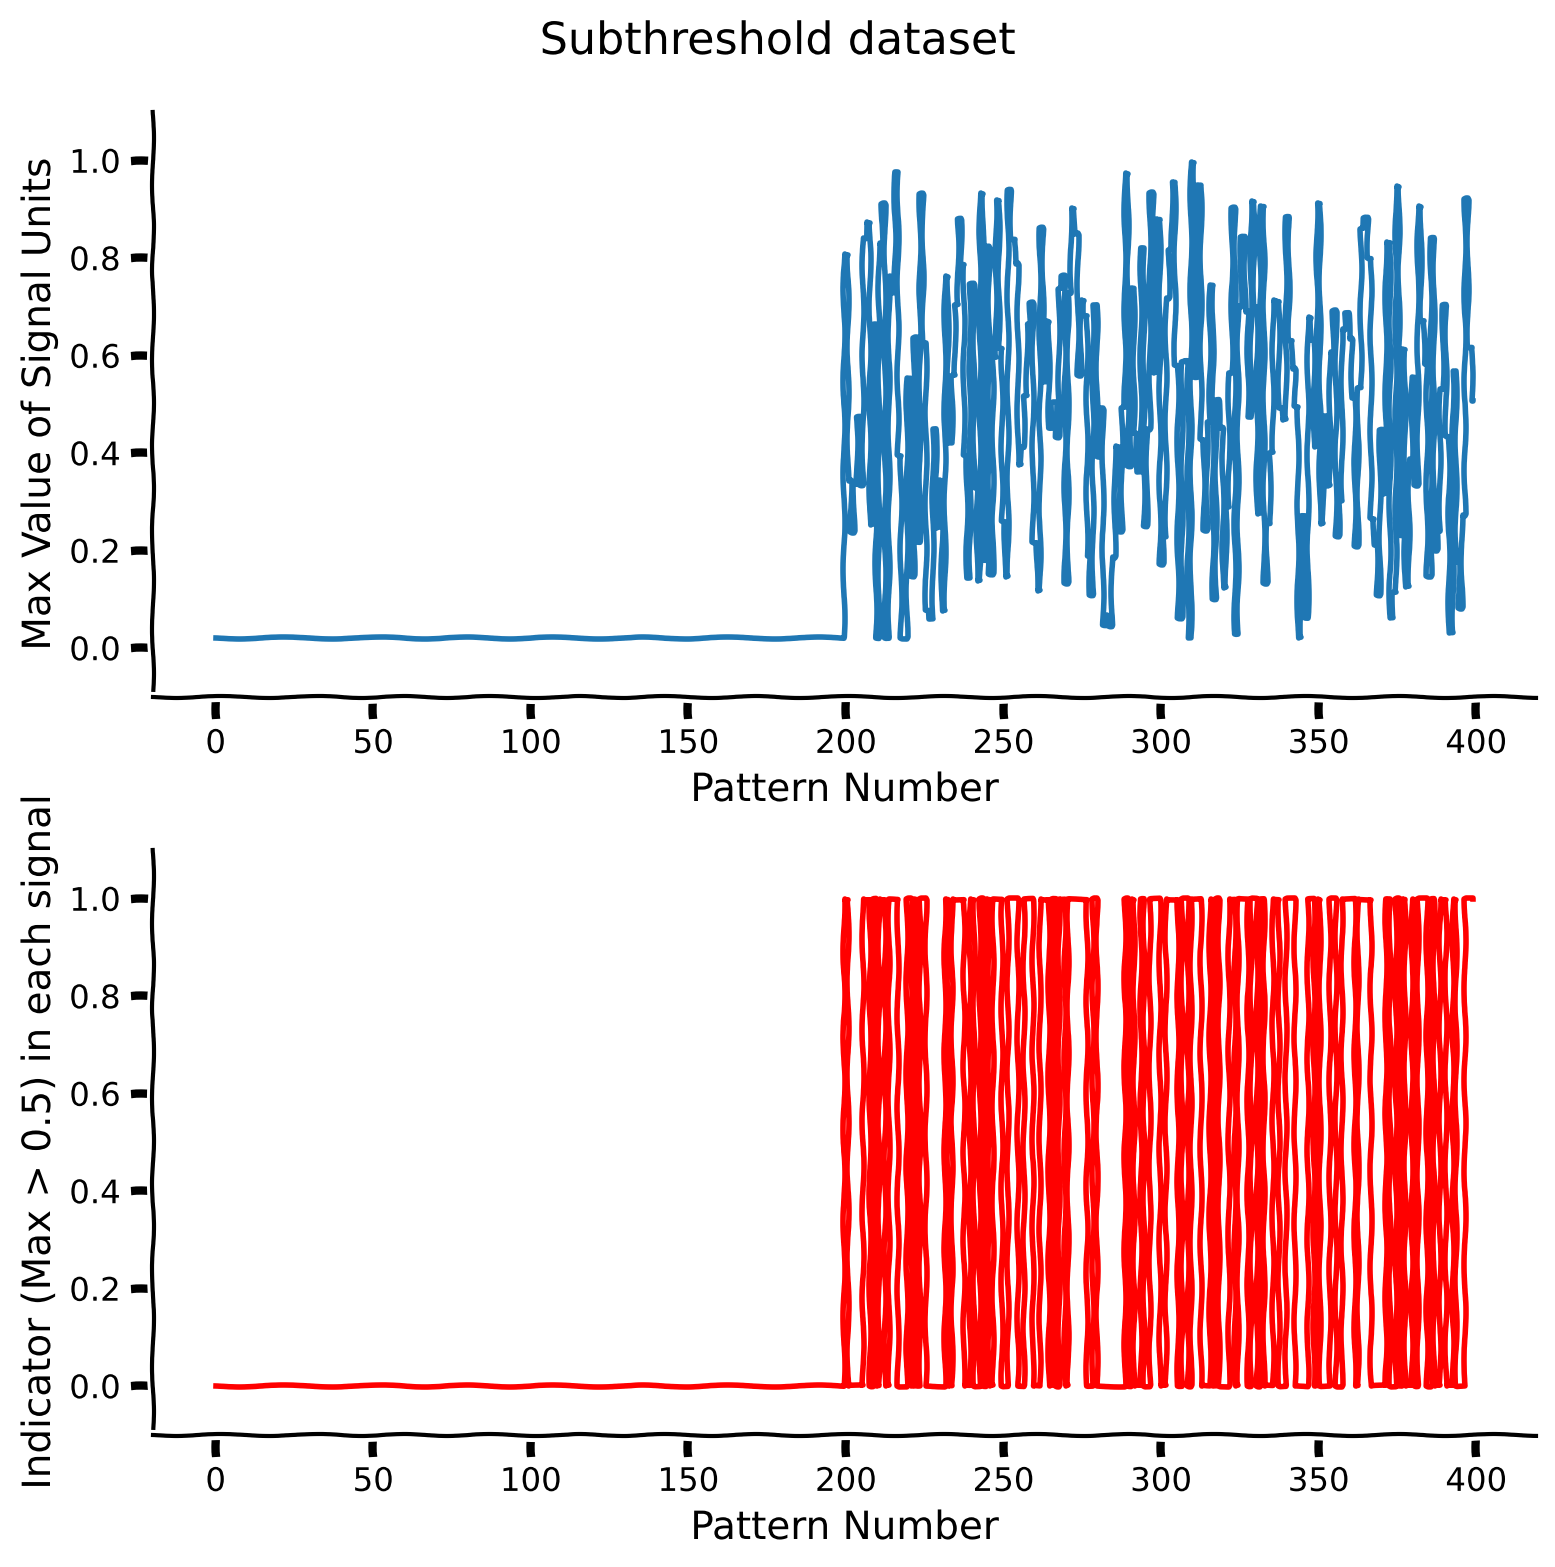 Subthreshold dataset
Max Value of Signal Units
1.0
0.8
0.6
0.4
0.2
0.0
0 50 100 150 200 250 300 350 400
Pattern Number
Indicator (Max > 0.5) in each signal
1.0
0.8
0.6
0.4
0.2
0.0
0 50 100 150 200 250 300 350 400
Pattern Number